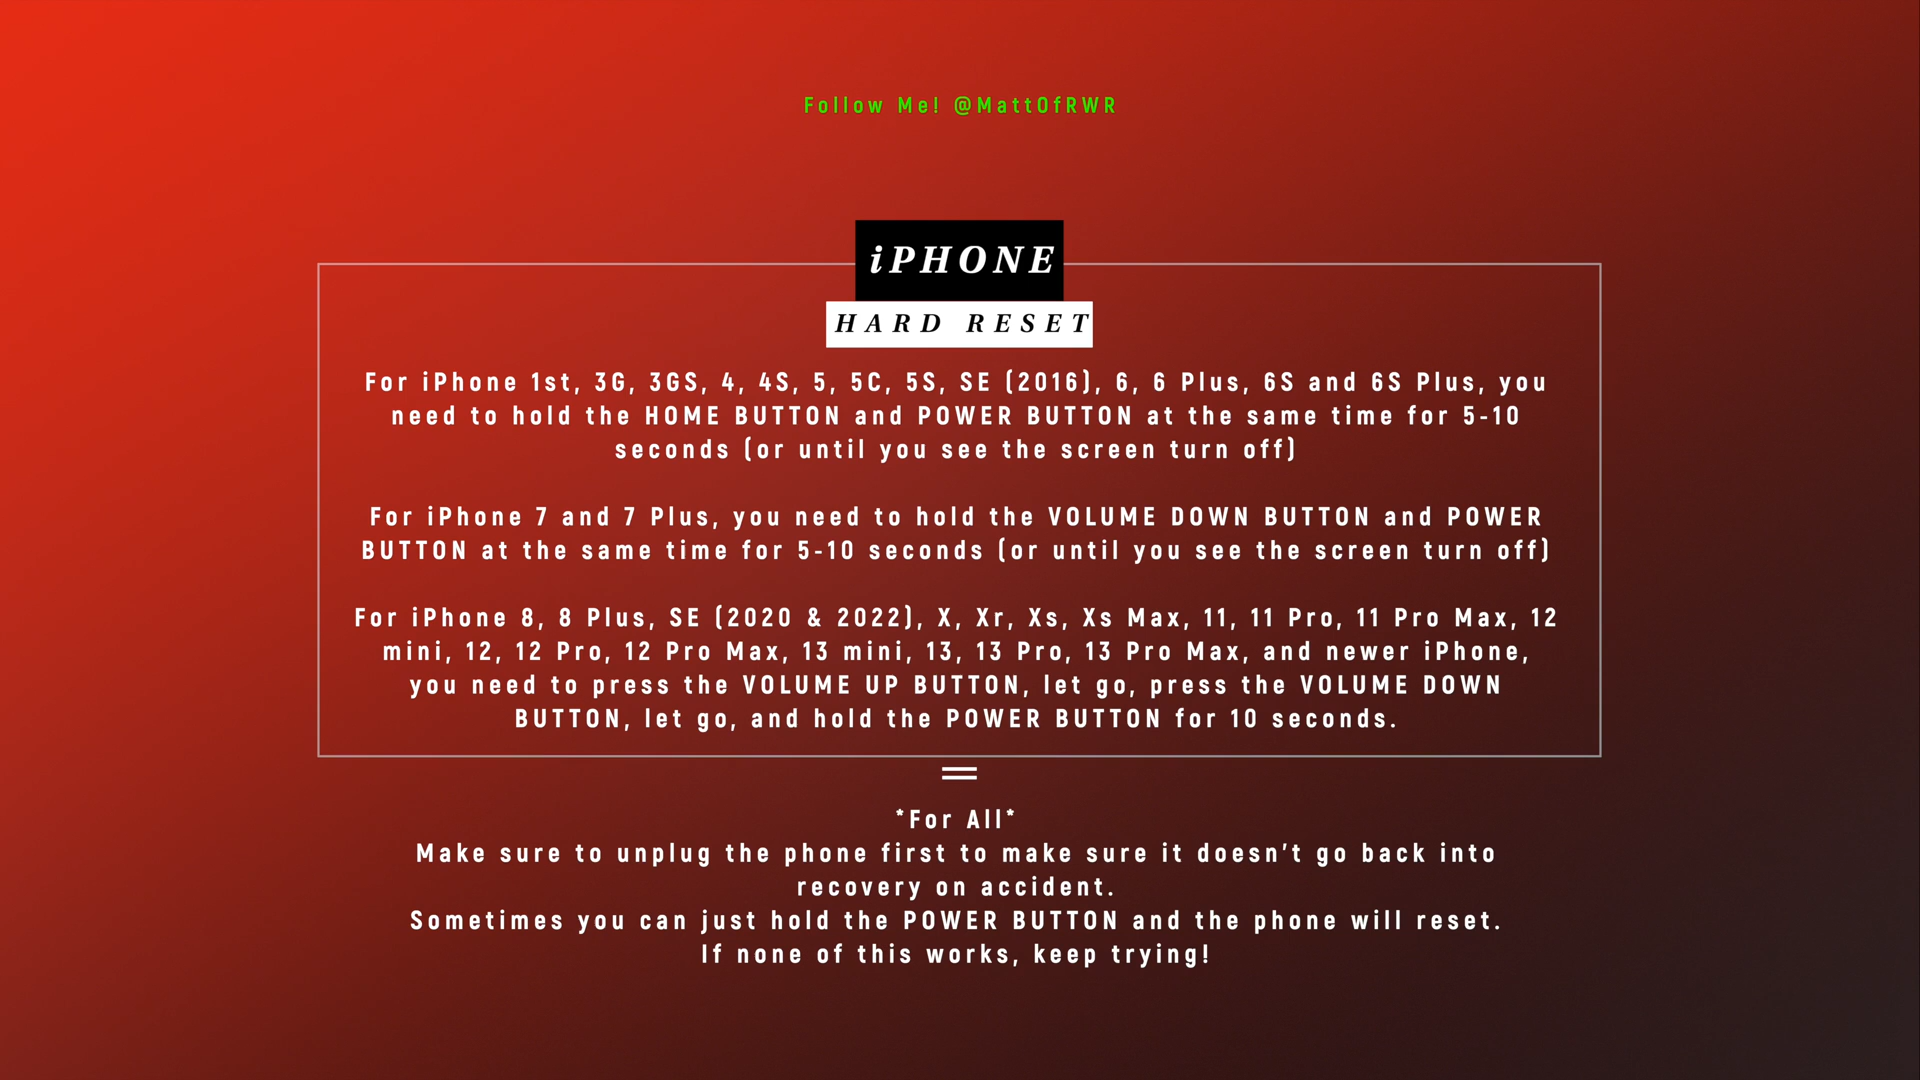 Follow Me! @MattOfRWR
iPHONE
HARD RESET
For iPhone 1st, 3G, 3GS, 4, 4S, 5, 5C, 5S, SE (2016), 6, 6 Plus, 6S and 6S Plus, you
need to hold the HOME BUTTON and POWER BUTTON at the same time for 5-10
seconds (or until you see the screen turn off)
For iPhone 7 and 7 Plus, you need to hold the VOLUME DOWN BUTTON and POWER
BUTTON at the same time for 5-10 seconds (or until you see the screen turn off)
For iPhone 8, 8 Plus, SE (2020 & 2022), X, Xr, Xs, Xs Max, 11, 11 Pro, 11 Pro Max, 12
mini, 12, 12 Pro, 12 Pro Max, 13 mini, 13, 13 Pro, 13 Pro Max, and newer iPhone,
you need to press the VOLUME UP BUTTON, let go, press the VOLUME DOWN
BUTTON, let go, and hold the POWER BUTTON for 10 seconds.
*For All*
Make sure to unplug the phone first to make sure it doesn't go back into
recovery on accident.
Sometimes you can just hold the POWER BUTTON and the phone will reset.
If none of this works, keep trying!